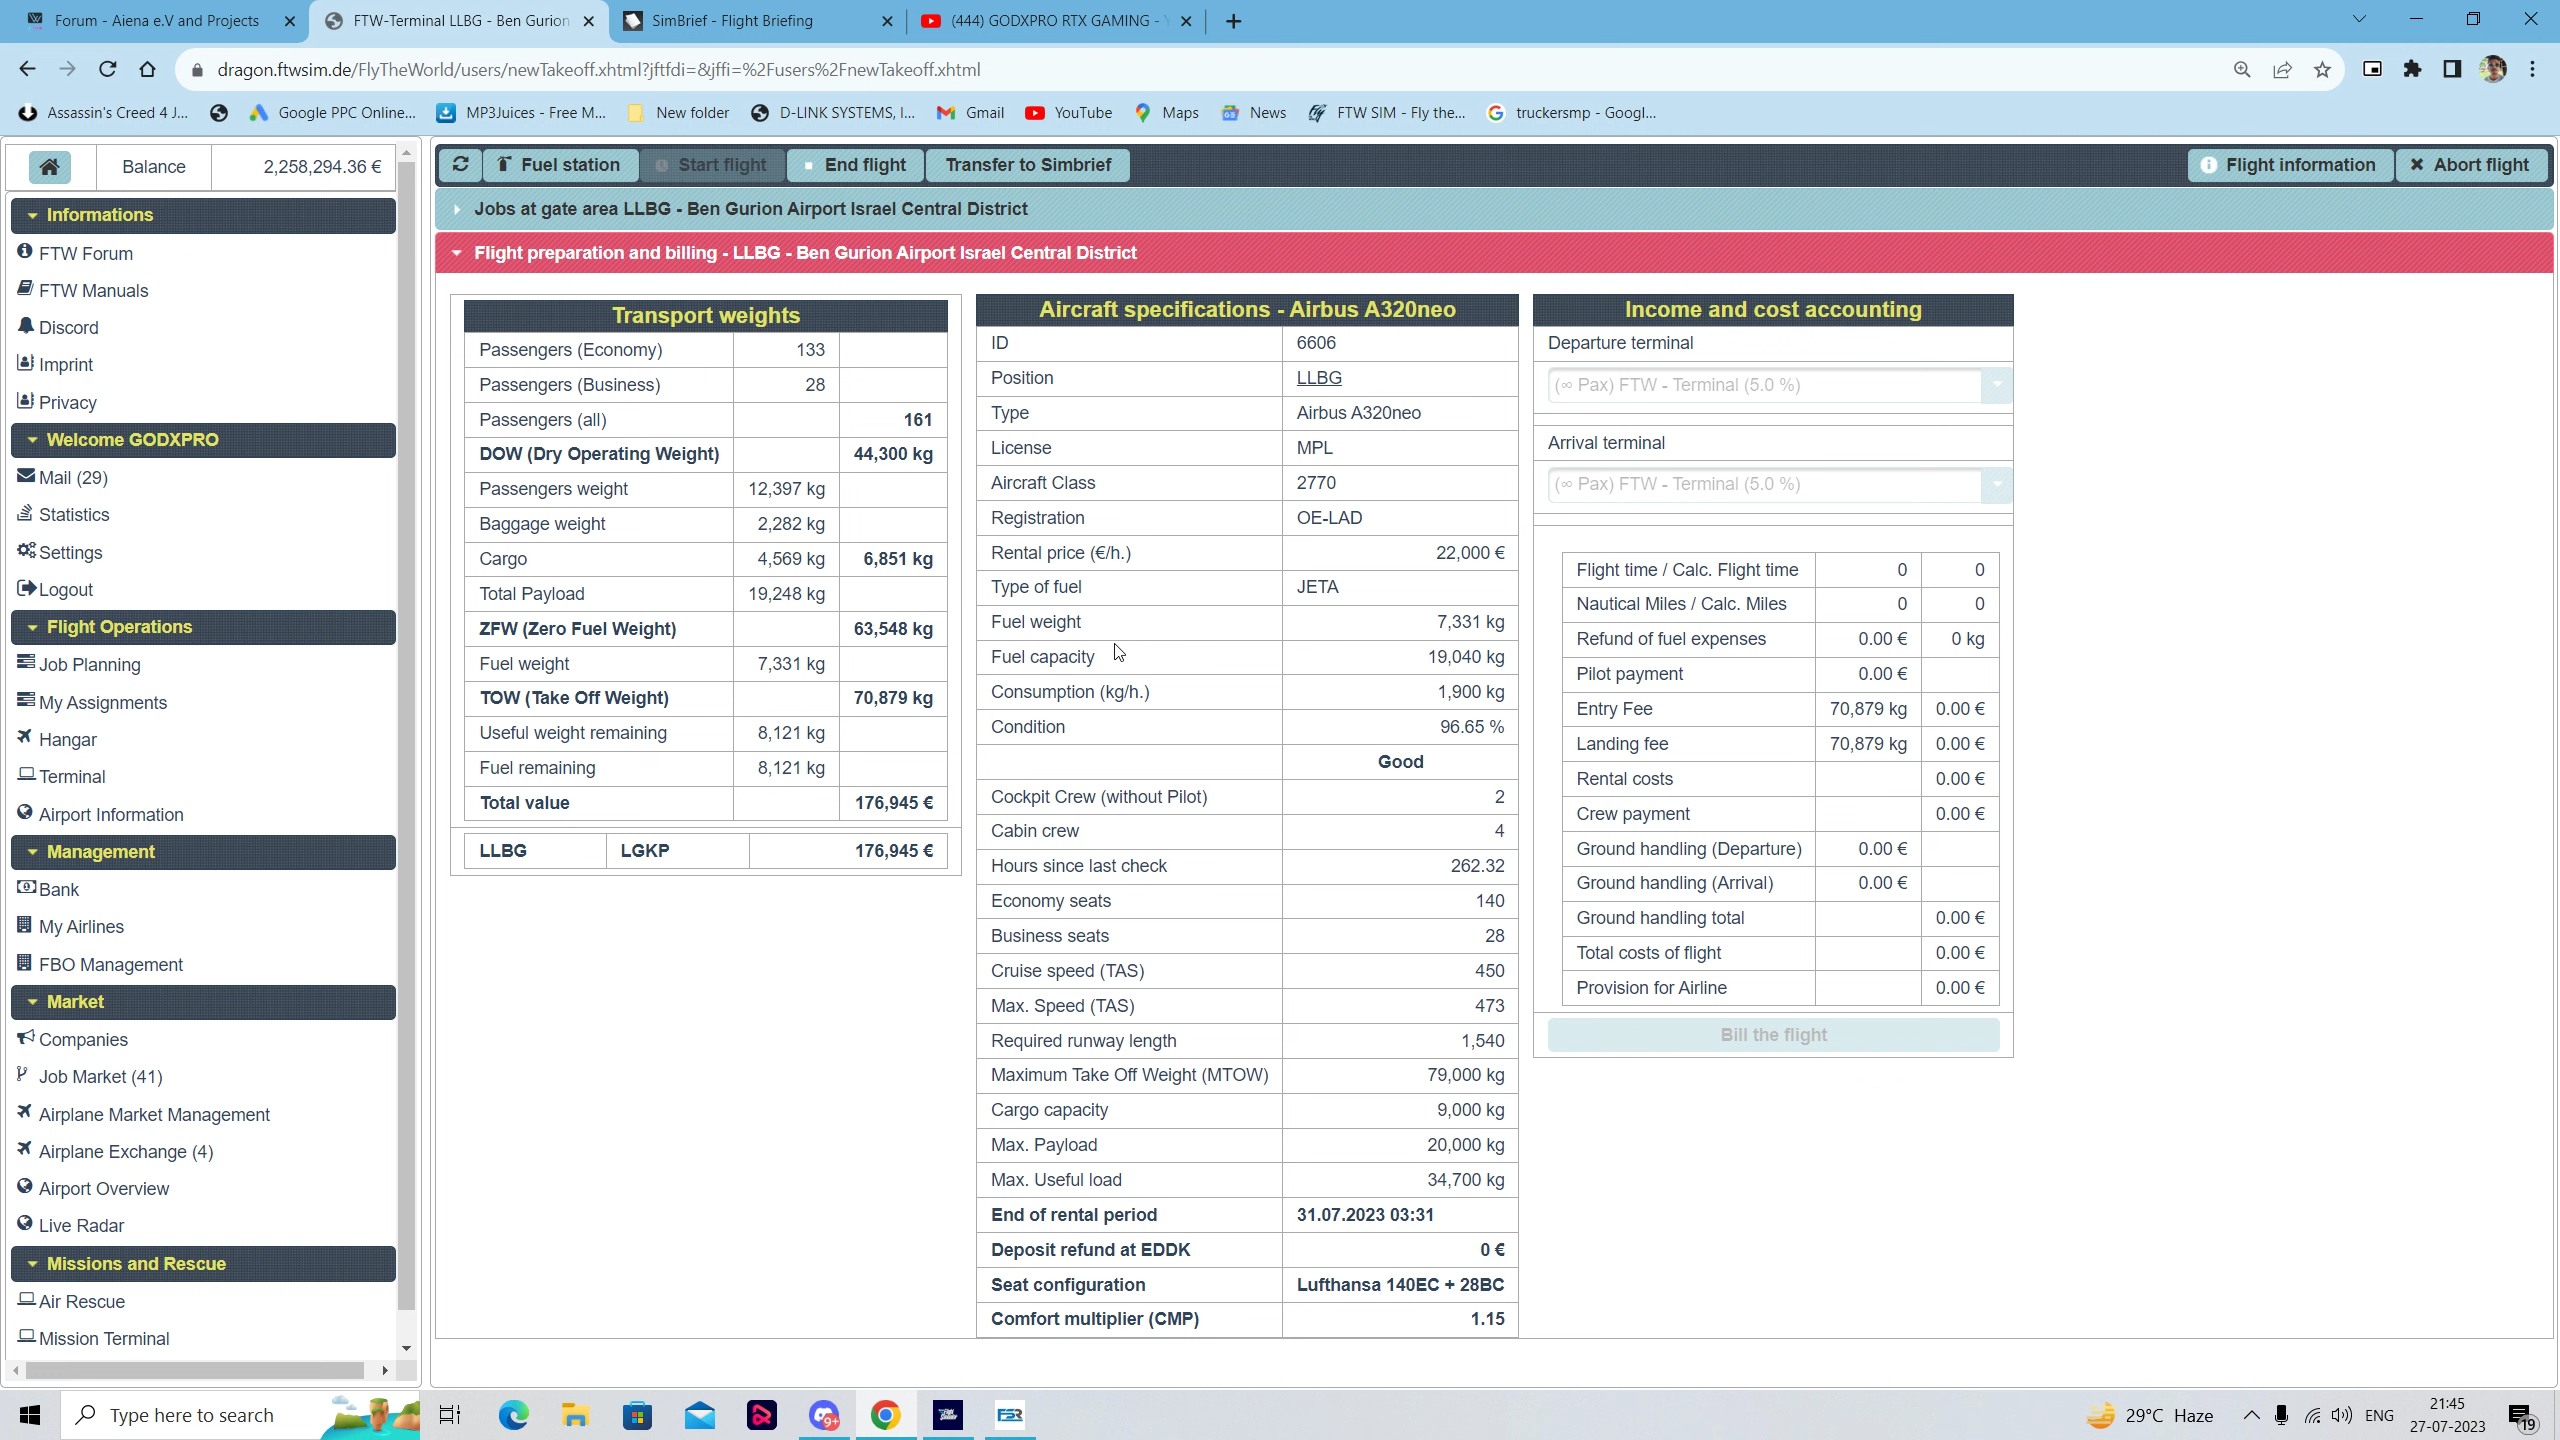 Forum - Aiena e.V and Projects
FTW-Terminal LLBG - Ben Gurion
SimBrief - Flight Briefing
(444) GODXPRO RTX GAMING -
dragon.ftwsim.de/FlyTheWorld/users/newTakeoff.xhtml?jftfdi=&jffi=%2Fusers%2FnewTakeoff.xhtml
Assassin's Creed 4 J... Google PPC Online... MP3Juices - Free M... New folder D-LINK SYSTEMS, I... Gmail YouTube Maps News FTW SIM - Fly the... truckersmp - Googl...
Balance 2,258,294.36 €
Informations
FTW Forum
FTW Manuals
Discord
Imprint
Privacy
Welcome GODXPRO
Mail (29)
Statistics
Settings
Logout
Flight Operations
Job Planning
My Assignments
Hangar
Terminal
Airport Information
Management
Bank
My Airlines
FBO Management
Market
Companies
Job Market (41)
Airplane Market Management
Airplane Exchange (4)
Airport Overview
Live Radar
Missions and Rescue
Air Rescue
Mission Terminal
Fuel station Start flight End flight Transfer to Simbrief Flight information Abort flight
Jobs at gate area LLBG - Ben Gurion Airport Israel Central District
Flight preparation and billing - LLBG - Ben Gurion Airport Israel Central District
Transport weights
Passengers (Economy) 133
Passengers (Business) 28
Passengers (all) 161
DOW (Dry Operating Weight) 44,300 kg
Passengers weight 12,397 kg
Baggage weight 2,282 kg
Cargo 4,569 kg 6,851 kg
Total Payload 19,248 kg
ZFW (Zero Fuel Weight) 63,548 kg
Fuel weight 7,331 kg
TOW (Take Off Weight) 70,879 kg
Useful weight remaining 8,121 kg
Fuel remaining 8,121 kg
Total value 176,945 €
LLBG LGKP 176,945 €
Aircraft specifications - Airbus A320neo
ID 6606
Position LLBG
Type Airbus A320neo
License MPL
Aircraft Class 2770
Registration OE-LAD
Rental price (€/h.) 22,000 €
Type of fuel JETA
Fuel weight 7,331 kg
Fuel capacity 19,040 kg
Consumption (kg/h.) 1,900 kg
Condition 96.65 %
Good
Cockpit Crew (without Pilot) 2
Cabin crew 4
Hours since last check 262.32
Economy seats 140
Business seats 28
Cruise speed (TAS) 450
Max. Speed (TAS) 473
Required runway length 1,540
Maximum Take Off Weight (MTOW) 79,000 kg
Cargo capacity 9,000 kg
Max. Payload 20,000 kg
Max. Useful load 34,700 kg
End of rental period 31.07.2023 03:31
Deposit refund at EDDK 0 €
Seat configuration Lufthansa 140EC + 28BC
Comfort multiplier (CMP) 1.15
Income and cost accounting
Departure terminal
(∞ Pax) FTW - Terminal (5.0 %)
Arrival terminal
(∞ Pax) FTW - Terminal (5.0 %)
Flight time / Calc. Flight time 0 0
Nautical Miles / Calc. Miles 0 0
Refund of fuel expenses 0.00 € 0 kg
Pilot payment 0.00 €
Entry Fee 70,879 kg 0.00 €
Landing fee 70,879 kg 0.00 €
Rental costs 0.00 €
Crew payment 0.00 €
Ground handling (Departure) 0.00 €
Ground handling (Arrival) 0.00 €
Ground handling total 0.00 €
Total costs of flight 0.00 €
Provision for Airline 0.00 €
Bill the flight
Type here to search
9+
FSR
29°C Haze
ENG
21:45
27-07-2023
19